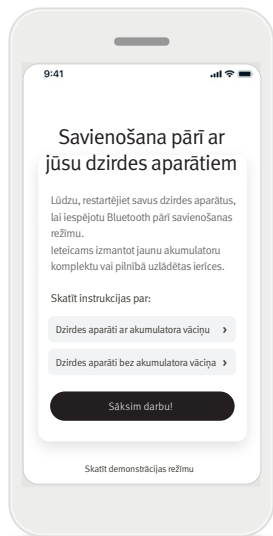 9:41
Savienošana pārī ar
jūsu dzirdes aparātiem
Lūdzu, restartējiet savus dzirdes aparātus,
lai iespējotu Bluetooth pārī savienošanas
režīmu.
Ieteicams izmantot jaunu akumulatoru
komplektu vai pilnībā uzlādētas ierīces.
Skatīt instrukcijas par:
Dzirdes aparāti ar akumulatora vāciņu
Dzirdes aparāti bez akumulatora vāciņa
Sāksim darbu!
Skatīt demonstrācijas režīmu